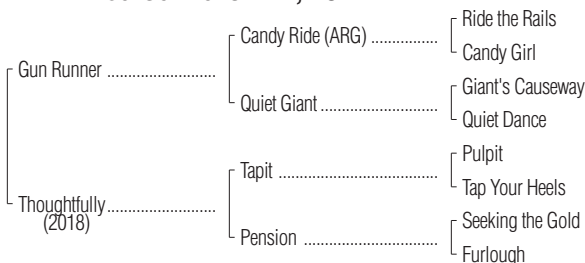 Ride the Rails
Candy Ride (ARG) ................
Candy Girl
Gun Runner ..........................
Giant's Causeway
Quiet Giant............................
Quiet Dance
Pulpit
Tapit ......................................
Tap Your Heels
Thoughtfully..........................
(2018)
Seeking the Gold
Pension ................................
Furlough